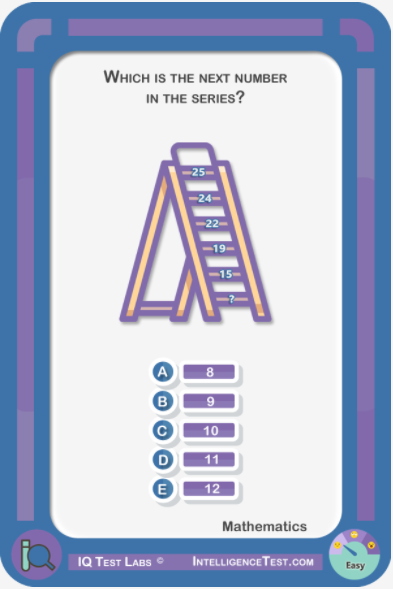 Which is the next number
in the series?
25
24
22
19
15
?
A 8
B 9
C 10
D 11
E 12
Mathematics
iQ
IQ Test Labs © IntelligenceTest.com
Easy